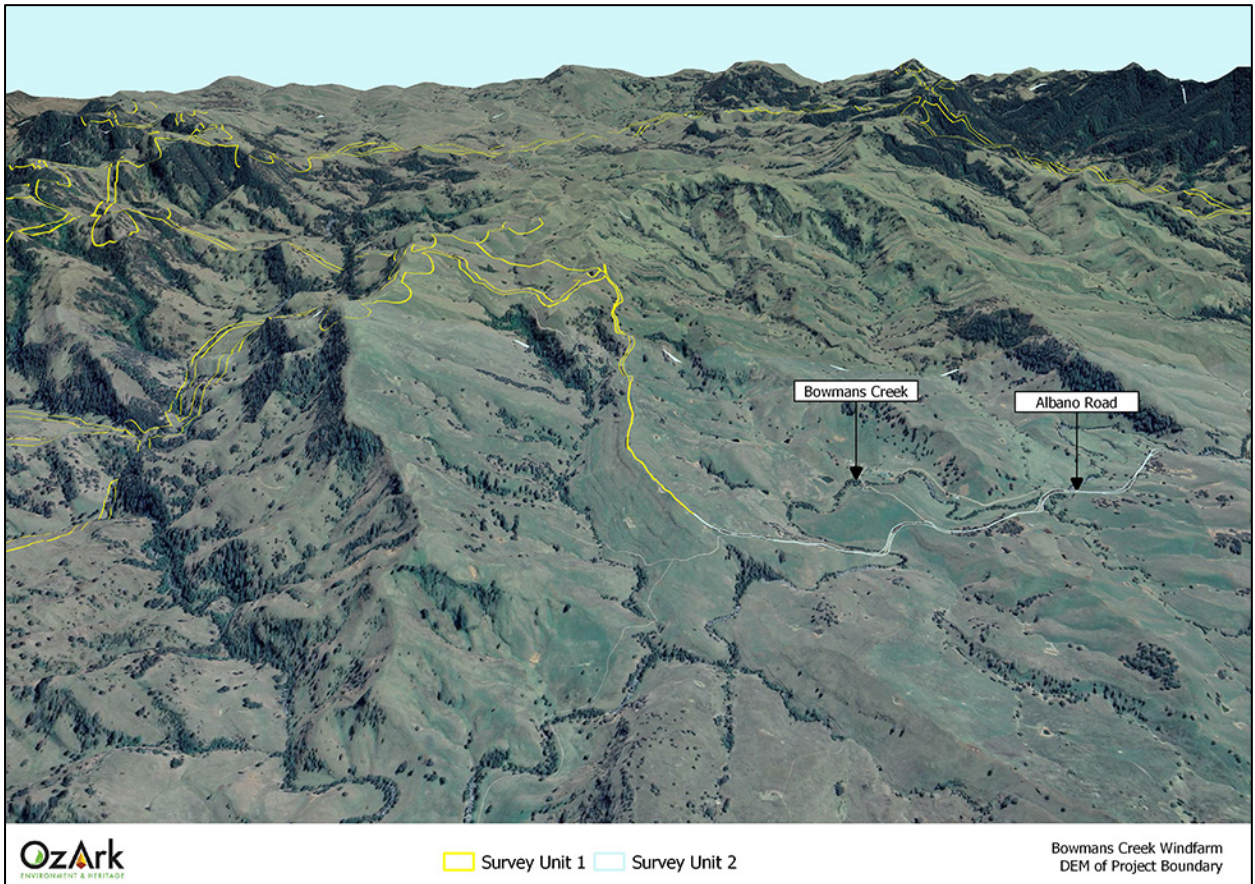 Bowmans Creek
Albano Road
OzArk
ENVIRONMENT & HERITAGE
Survey Unit 1
Survey Unit 2
Bowmans Creek Windfarm
DEM of Project Boundary